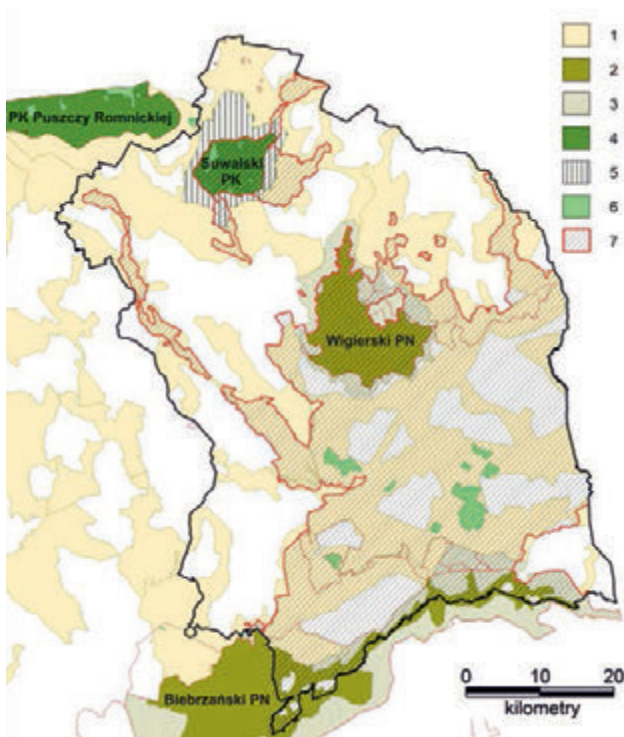 1
2
3
4
5
6
7
PK Puszczy Romnickiej
Suwalski
PK
Wigierski PN
Biebrzański PN
0 10 20
kilometry